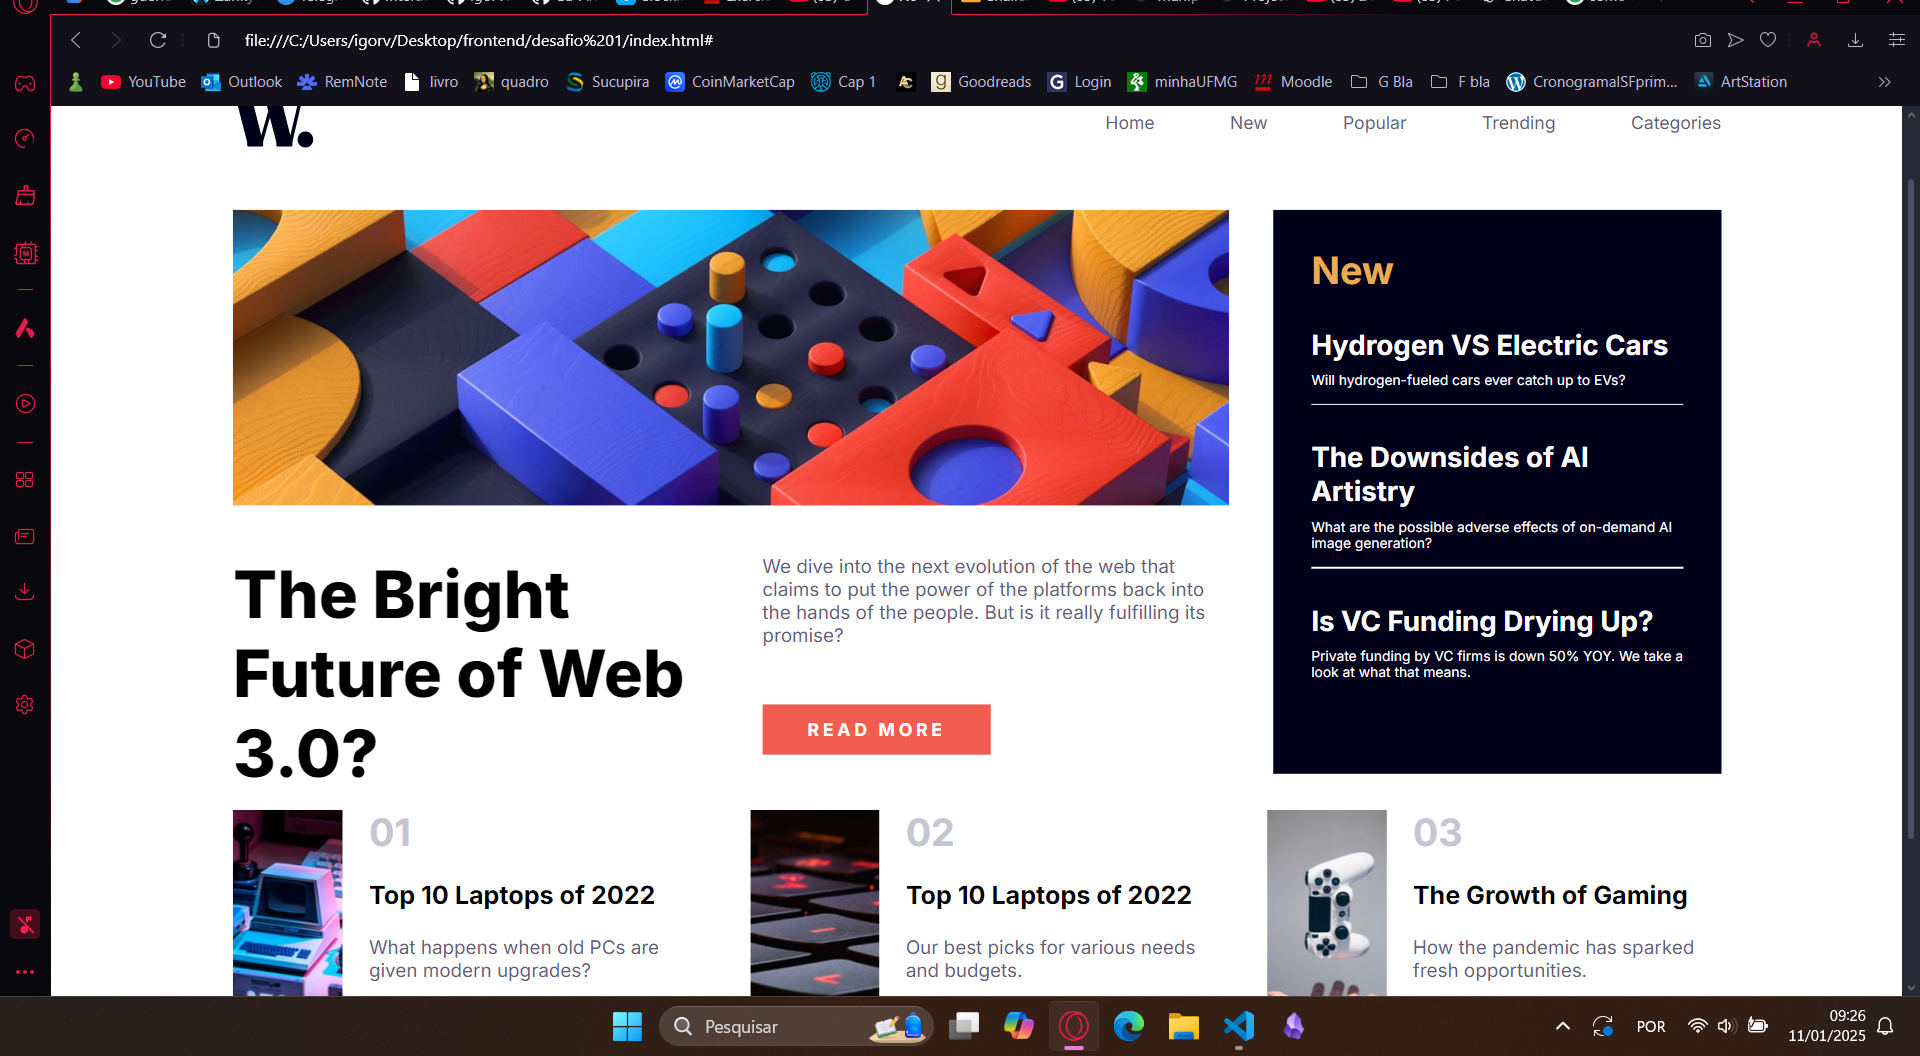 file:///C:/Users/igorv/Desktop/frontend/desafio%201/index.html#
YouTube Outlook RemNote livro quadro Sucupira CoinMarketCap Cap 1 Goodreads Login minhaUFMG Moodle G Bla F bla CronogramaISFprim... ArtStation
W.
Home New Popular Trending Categories
New
Hydrogen VS Electric Cars
Will hydrogen-fueled cars ever catch up to EVs?
The Downsides of AI
Artistry
What are the possible adverse effects of on-demand AI
image generation?
Is VC Funding Drying Up?
Private funding by VC firms is down 50% YOY. We take a
look at what that means.
The Bright
Future of Web
3.0?
We dive into the next evolution of the web that
claims to put the power of the platforms back into
the hands of the people. But is it really fulfilling its
promise?
READ MORE
01
Top 10 Laptops of 2022
What happens when old PCs are
given modern upgrades?
02
Top 10 Laptops of 2022
Our best picks for various needs
and budgets.
03
The Growth of Gaming
How the pandemic has sparked
fresh opportunities.
Pesquisar
POR
09:26
11/01/2025